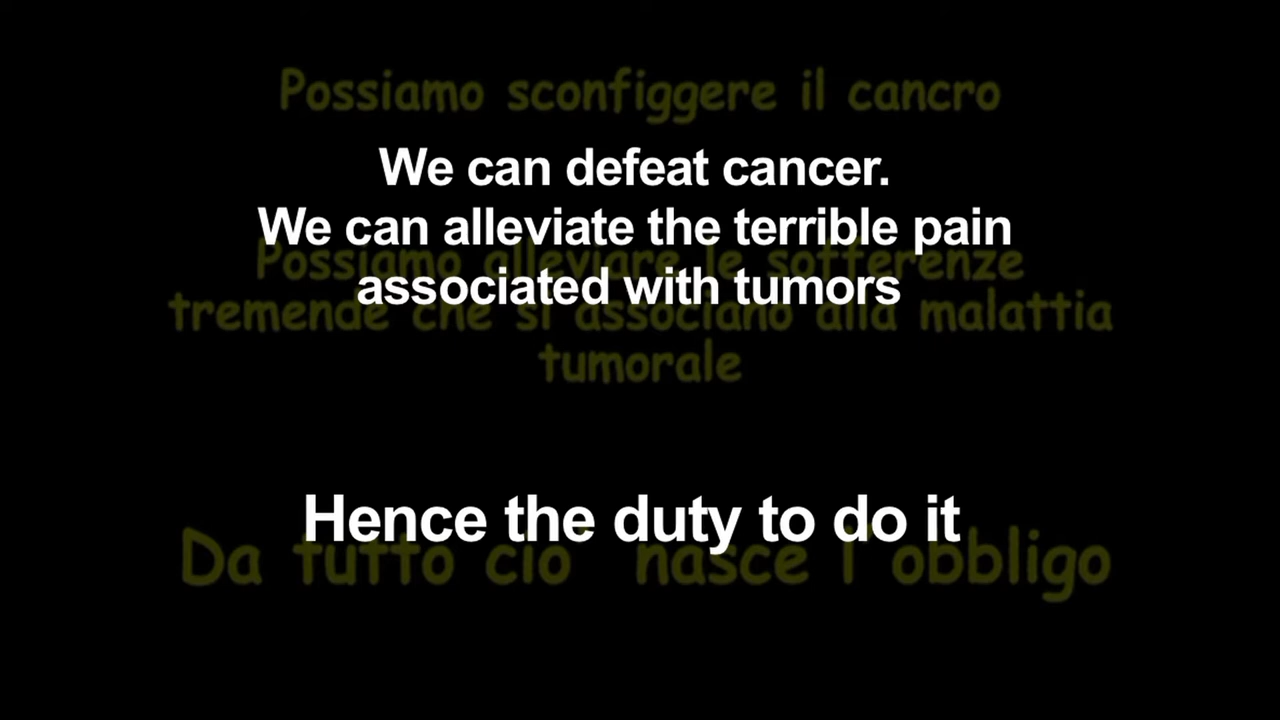 Possiamo sconfiggere il cancro
We can defeat cancer.
We can alleviate the terrible pain
Possiamo alleviare le sofferenze
associated with tumors
tremende che si associano alla malattia
tumorale
Hence the duty to do it
Da tutto cio' nasce l'obbligo